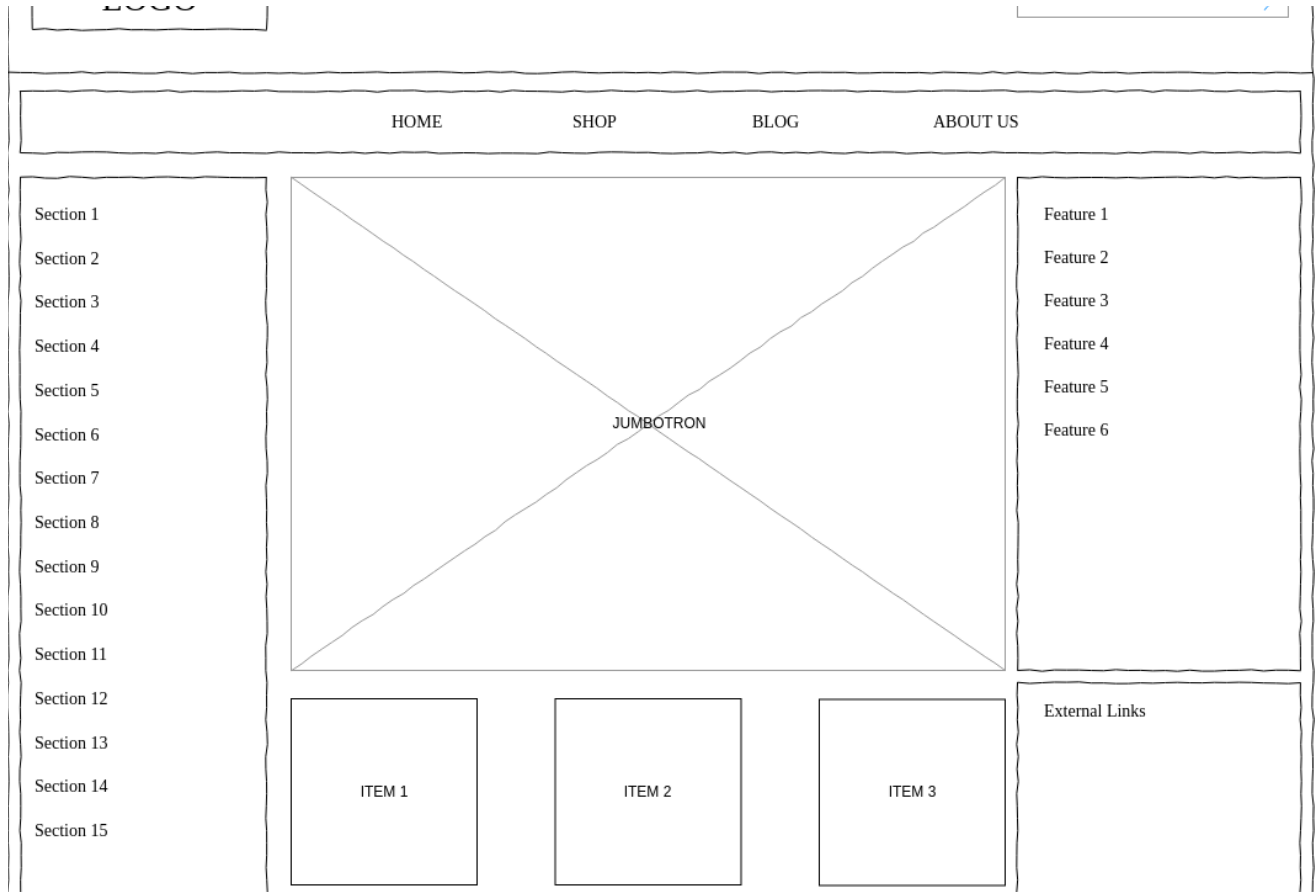 LOGO
HOME
SHOP
BLOG
ABOUT US
Section 1
Section 2
Section 3
Section 4
Section 5
Section 6
Section 7
Section 8
Section 9
Section 10
Section 11
Section 12
Section 13
Section 14
Section 15
JUMBOTRON
ITEM 1
ITEM 2
ITEM 3
Feature 1
Feature 2
Feature 3
Feature 4
Feature 5
Feature 6
External Links